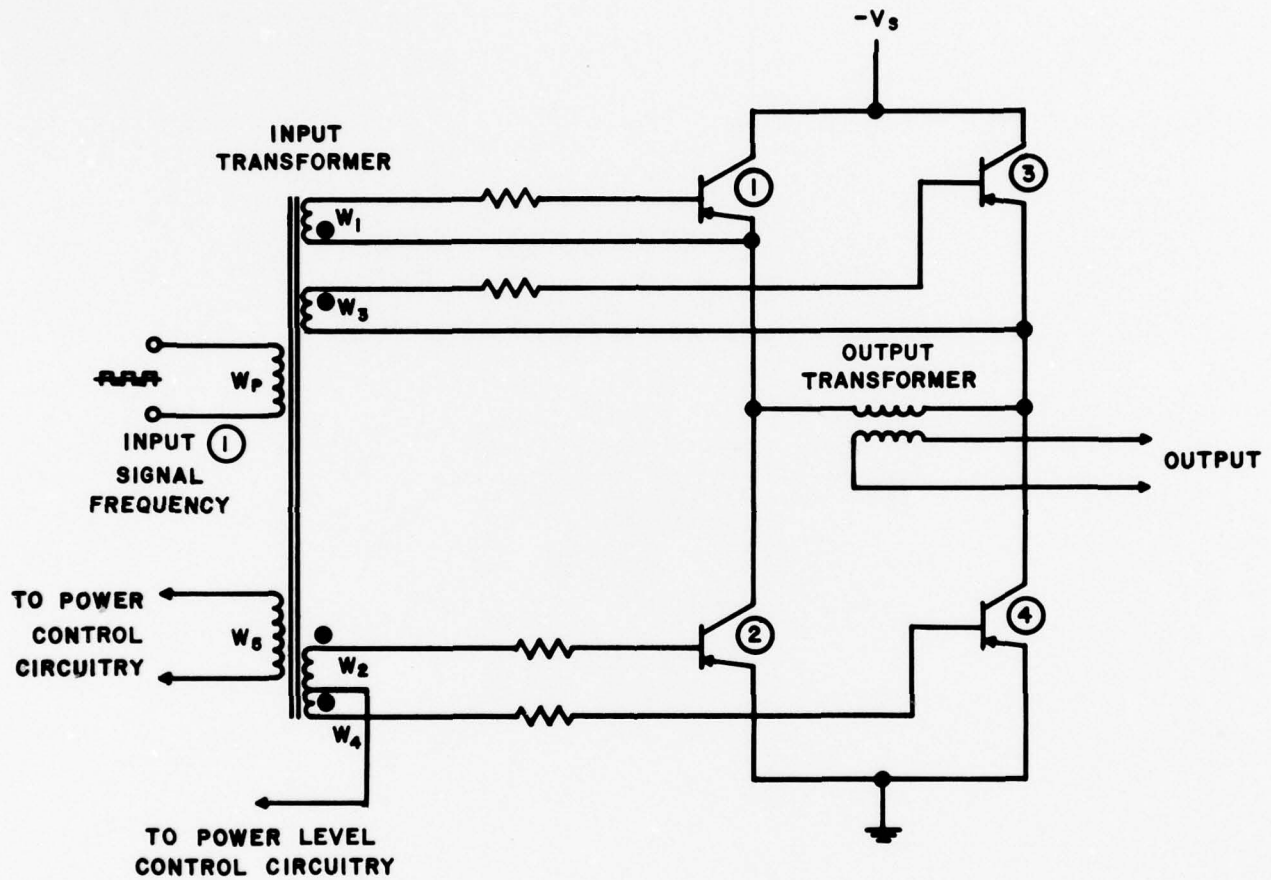 -Vs
INPUT
TRANSFORMER
1
3
W1
W3
OUTPUT
TRANSFORMER
WP
INPUT 1
SIGNAL
FREQUENCY
OUTPUT
TO POWER
CONTROL
CIRCUITRY
W5
W2
2
4
W4
TO POWER LEVEL
CONTROL CIRCUITRY